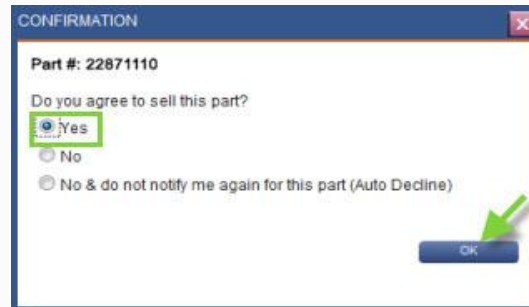 CONFIRMATION
X
Part #: 22871110
Do you agree to sell this part?
Yes
No
No & do not notify me again for this part (Auto Decline)
OK